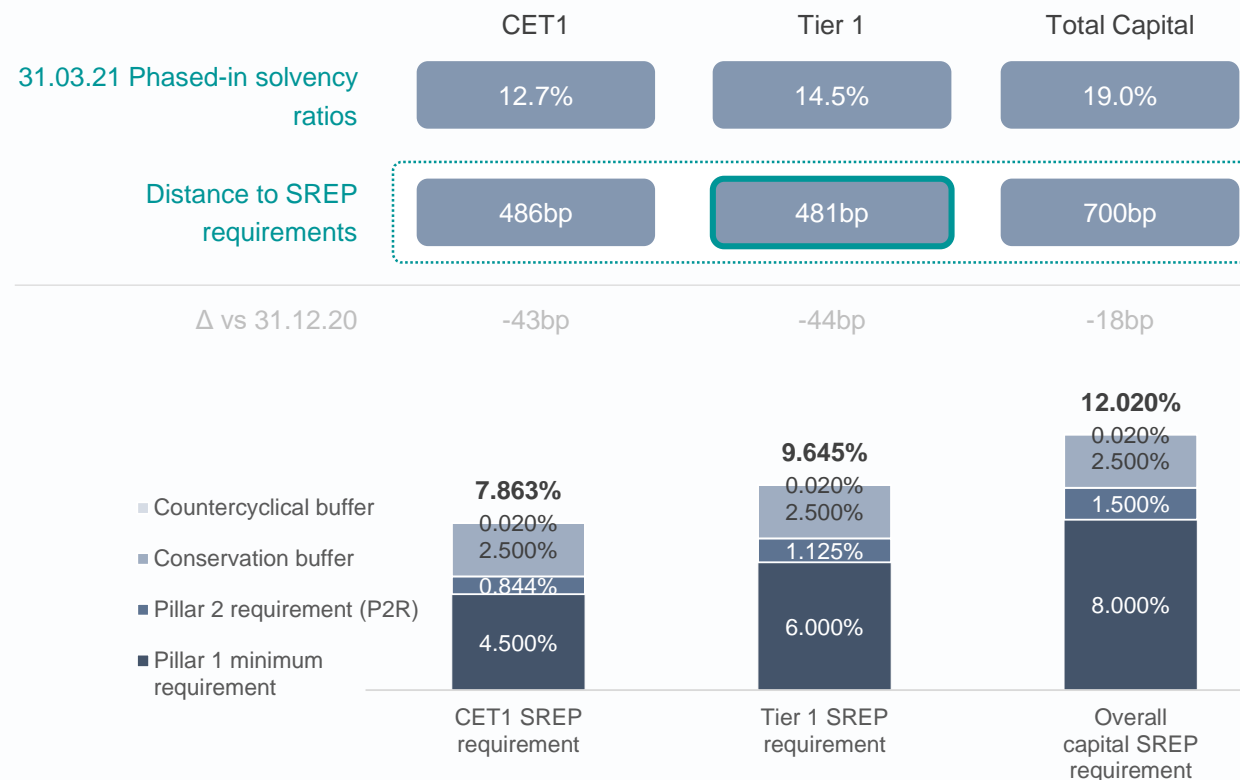 CET1
Tier 1
Total Capital
31.03.21 Phased-in solvency
ratios
12.7%
14.5%
19.0%
Distance to SREP
requirements
486bp
481bp
700bp
Δ vs 31.12.20
-43bp
-44bp
-18bp
Countercyclical buffer
Conservation buffer
Pillar 2 requirement (P2R)
Pillar 1 minimum
requirement
7.863%
0.020%
2.500%
0.844%
4.500%
CET1 SREP
requirement
9.645%
0.020%
2.500%
1.125%
6.000%
Tier 1 SREP
requirement
12.020%
0.020%
2.500%
1.500%
8.000%
Overall
capital SREP
requirement